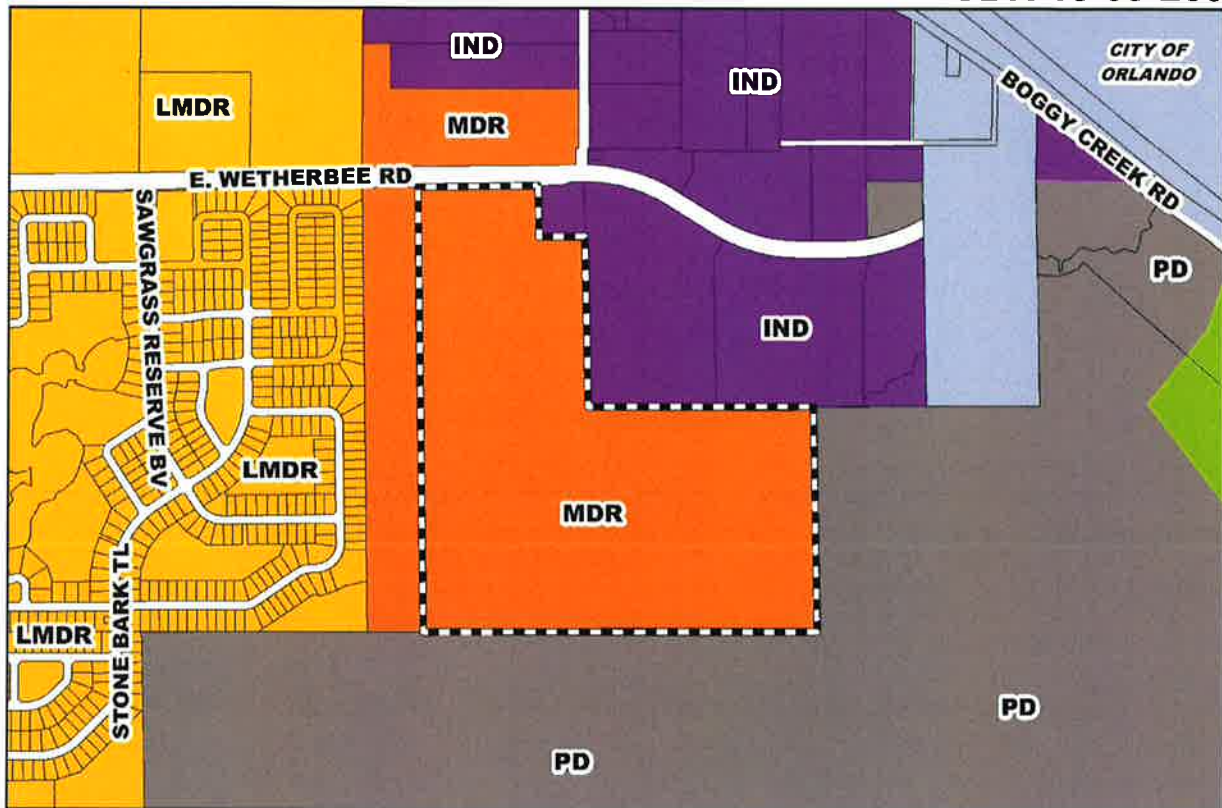 IND
IND
CITY OF
ORLANDO
LMDR
BOGGY CREEK RD
MDR
E. WETHERBEE RD
SAWGRASS RESERVE BV
PD
IND
LMDR
MDR
STONE BARK TL
LMDR
PD
PD